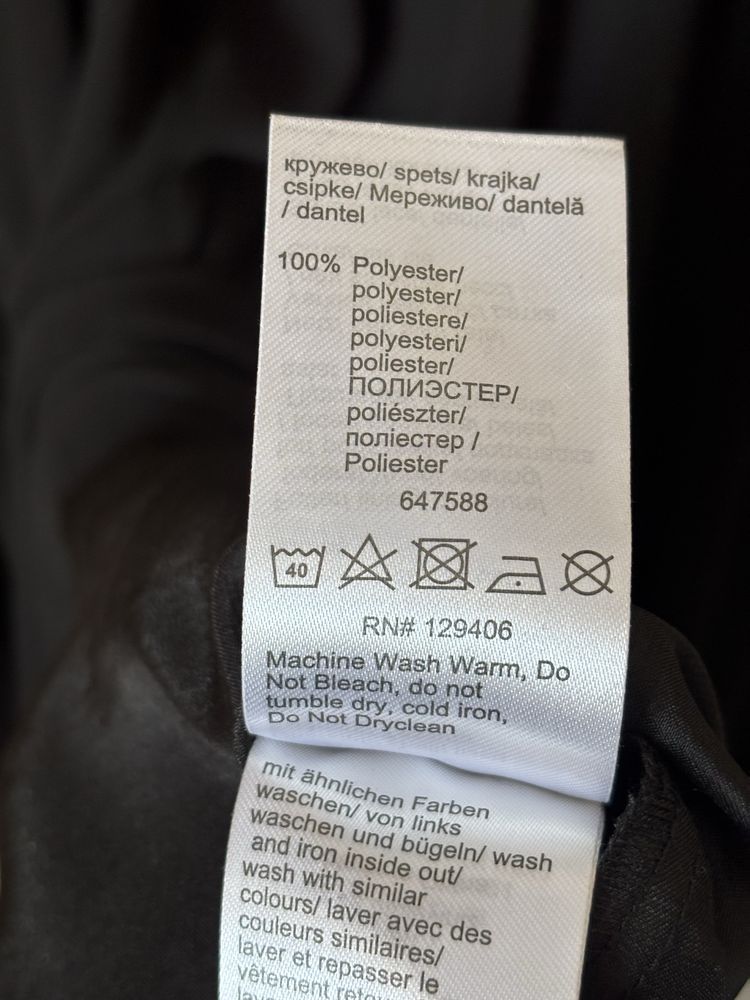 кружево/ spets/ krajka/
csipke/ Мереживо/ dantelă
/ dantel
100% Polyester/
polyester/
poliestere/
polyesteri/
poliester/
ПОЛИЭСТЕР/
poliészter/
поліестер /
Poliester
647588
40
RN# 129406
Machine Wash Warm, Do
Not Bleach, do not
tumble dry, cold iron,
Do Not Dryclean
mit ähnlichen Farben
waschen/ von links
waschen und bügeln/ wash
and iron inside out/
wash with similar
colours/ laver avec des
couleurs similaires/
laver et repasser le
vêtement